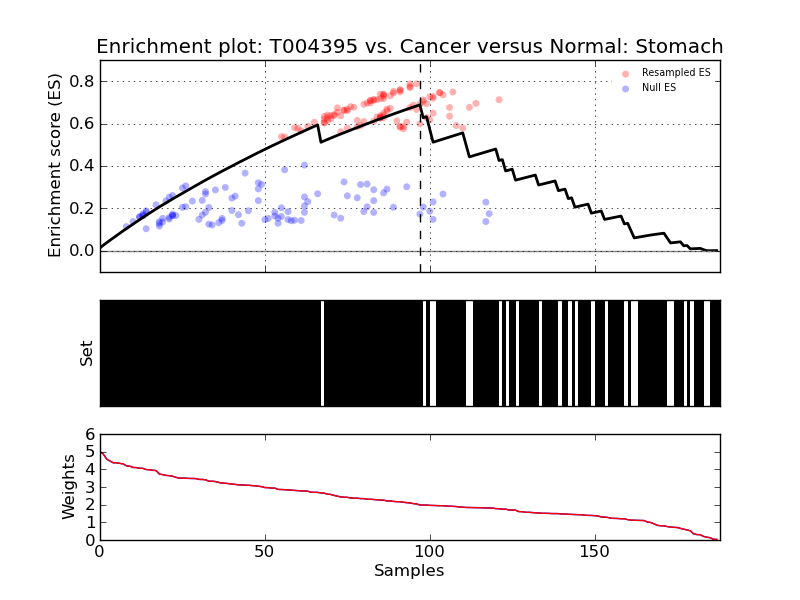 Enrichment plot: T004395 vs. Cancer versus Normal: Stomach
Enrichment score (ES)
0.8
0.6
0.4
0.2
0.0
Resampled ES
Null ES
Set
Weights
6
5
4
3
2
1
0
0 50 100 150
Samples